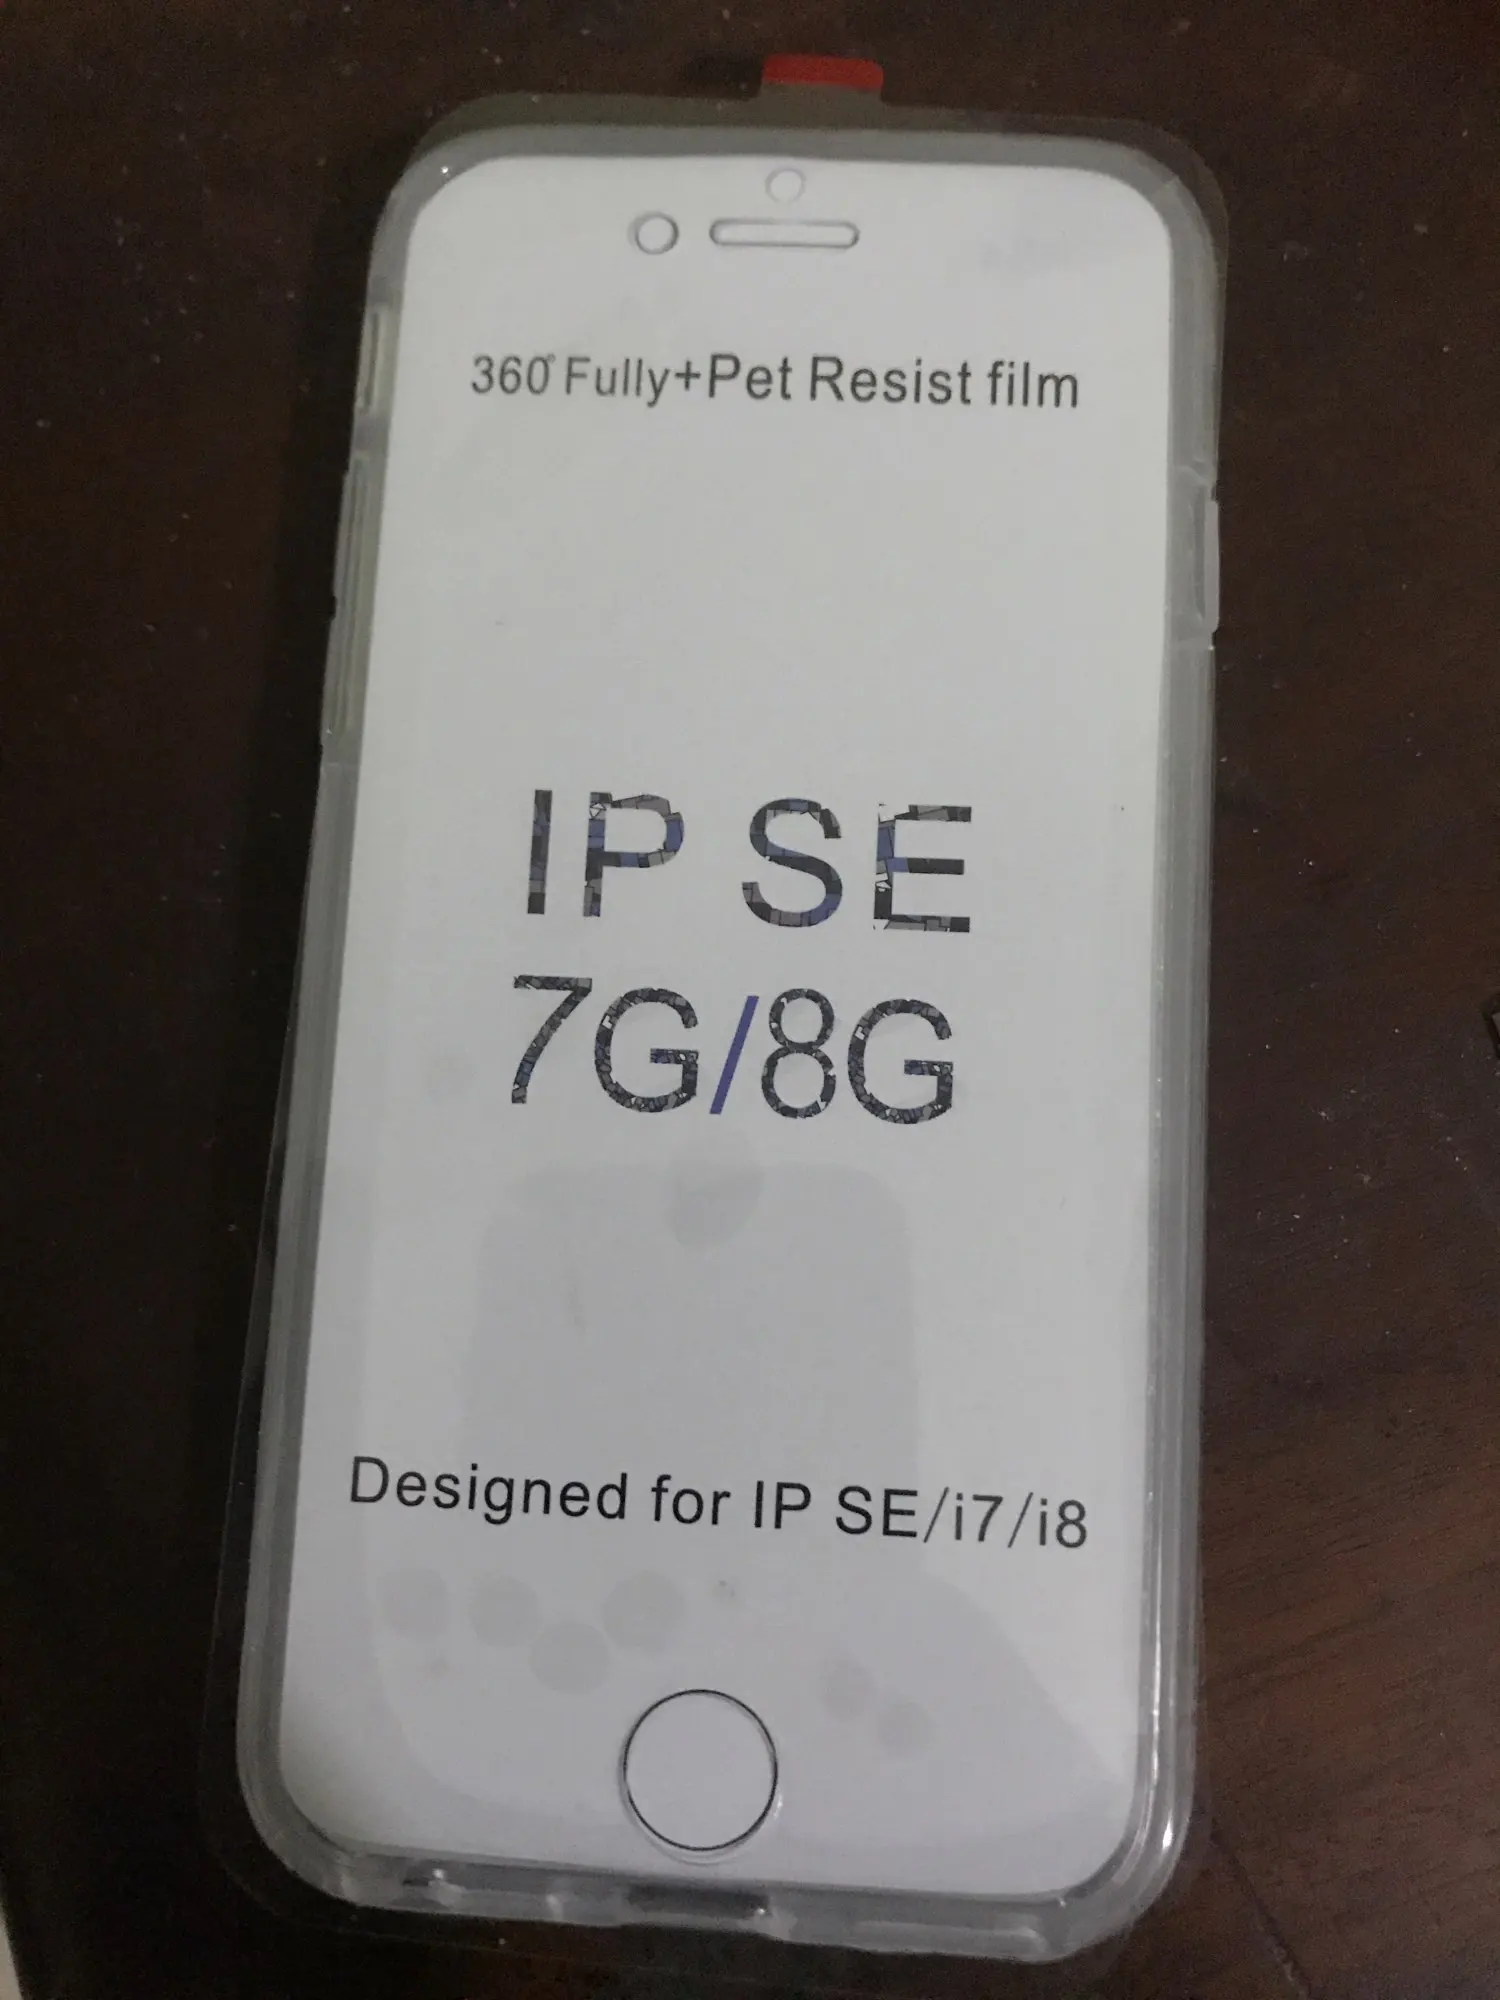 360° Fully+Pet Resist film
IP SE
7G/8G
Designed for IP SE/i7/i8